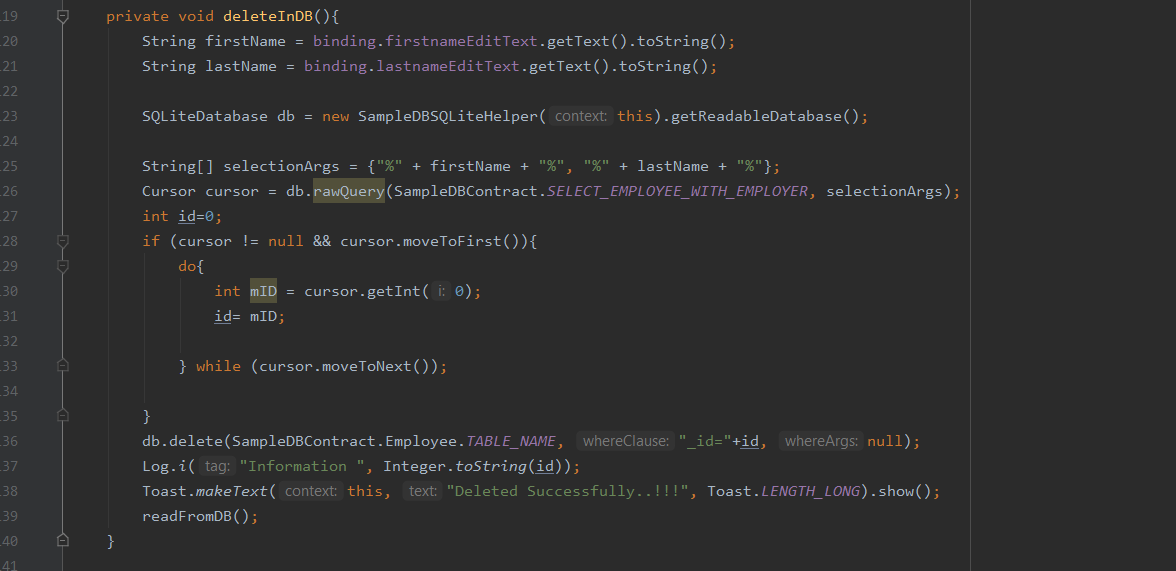 19 private void deleteInDB(){
20 String firstName = binding.firstnameEditText.getText().toString();
21 String lastName = binding.lastnameEditText.getText().toString();
22
23 SQLiteDatabase db = new SampleDBSQLiteHelper( context: this).getReadableDatabase();
24
25 String[] selectionArgs = {"%" + firstName + "%", "%" + lastName + "%"};
26 Cursor cursor = db.rawQuery(SampleDBContract.SELECT_EMPLOYEE_WITH_EMPLOYER, selectionArgs);
27 int id=0;
28 if (cursor != null && cursor.moveToFirst()){
29 do{
30 int mID = cursor.getInt( i: 0);
31 id= mID;
32
33 } while (cursor.moveToNext());
34
35 }
36 db.delete(SampleDBContract.Employee.TABLE_NAME, whereClause: "_id="+id, whereArgs: null);
37 Log.i( tag: "Information ", Integer.toString(id));
38 Toast.makeText( context: this, text: "Deleted Successfully..!!!", Toast.LENGTH_LONG).show();
39 readFromDB();
40 }
41